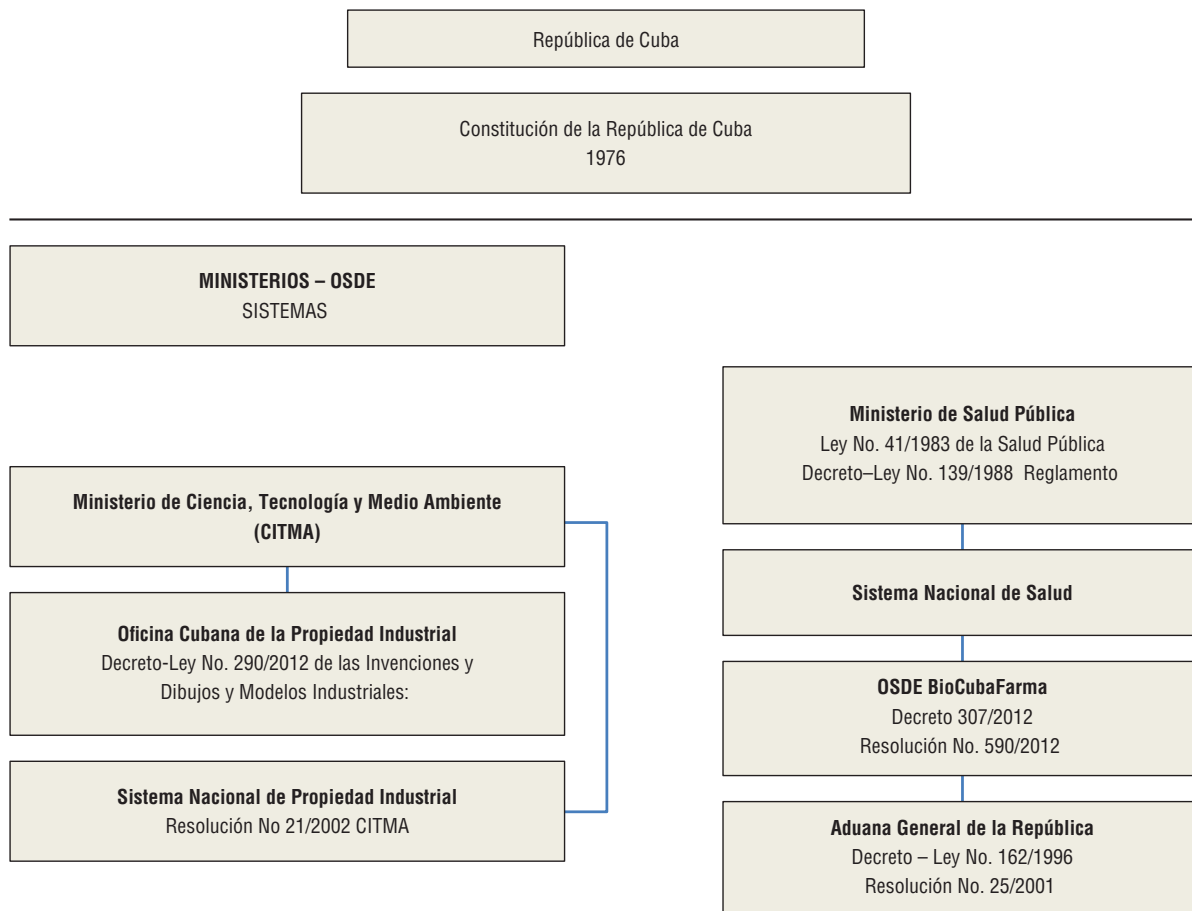 República de Cuba
Constitución de la República de Cuba
1976
MINISTERIOS – OSDE
SISTEMAS
Ministerio de Ciencia, Tecnología y Medio Ambiente
(CITMA)
Oficina Cubana de la Propiedad Industrial
Decreto-Ley No. 290/2012 de las Invenciones y
Dibujos y Modelos Industriales:
Sistema Nacional de Propiedad Industrial
Resolución No 21/2002 CITMA
Ministerio de Salud Pública
Ley No. 41/1983 de la Salud Pública
Decreto–Ley No. 139/1988 Reglamento
Sistema Nacional de Salud
OSDE BioCubaFarma
Decreto 307/2012
Resolución No. 590/2012
Aduana General de la República
Decreto – Ley No. 162/1996
Resolución No. 25/2001